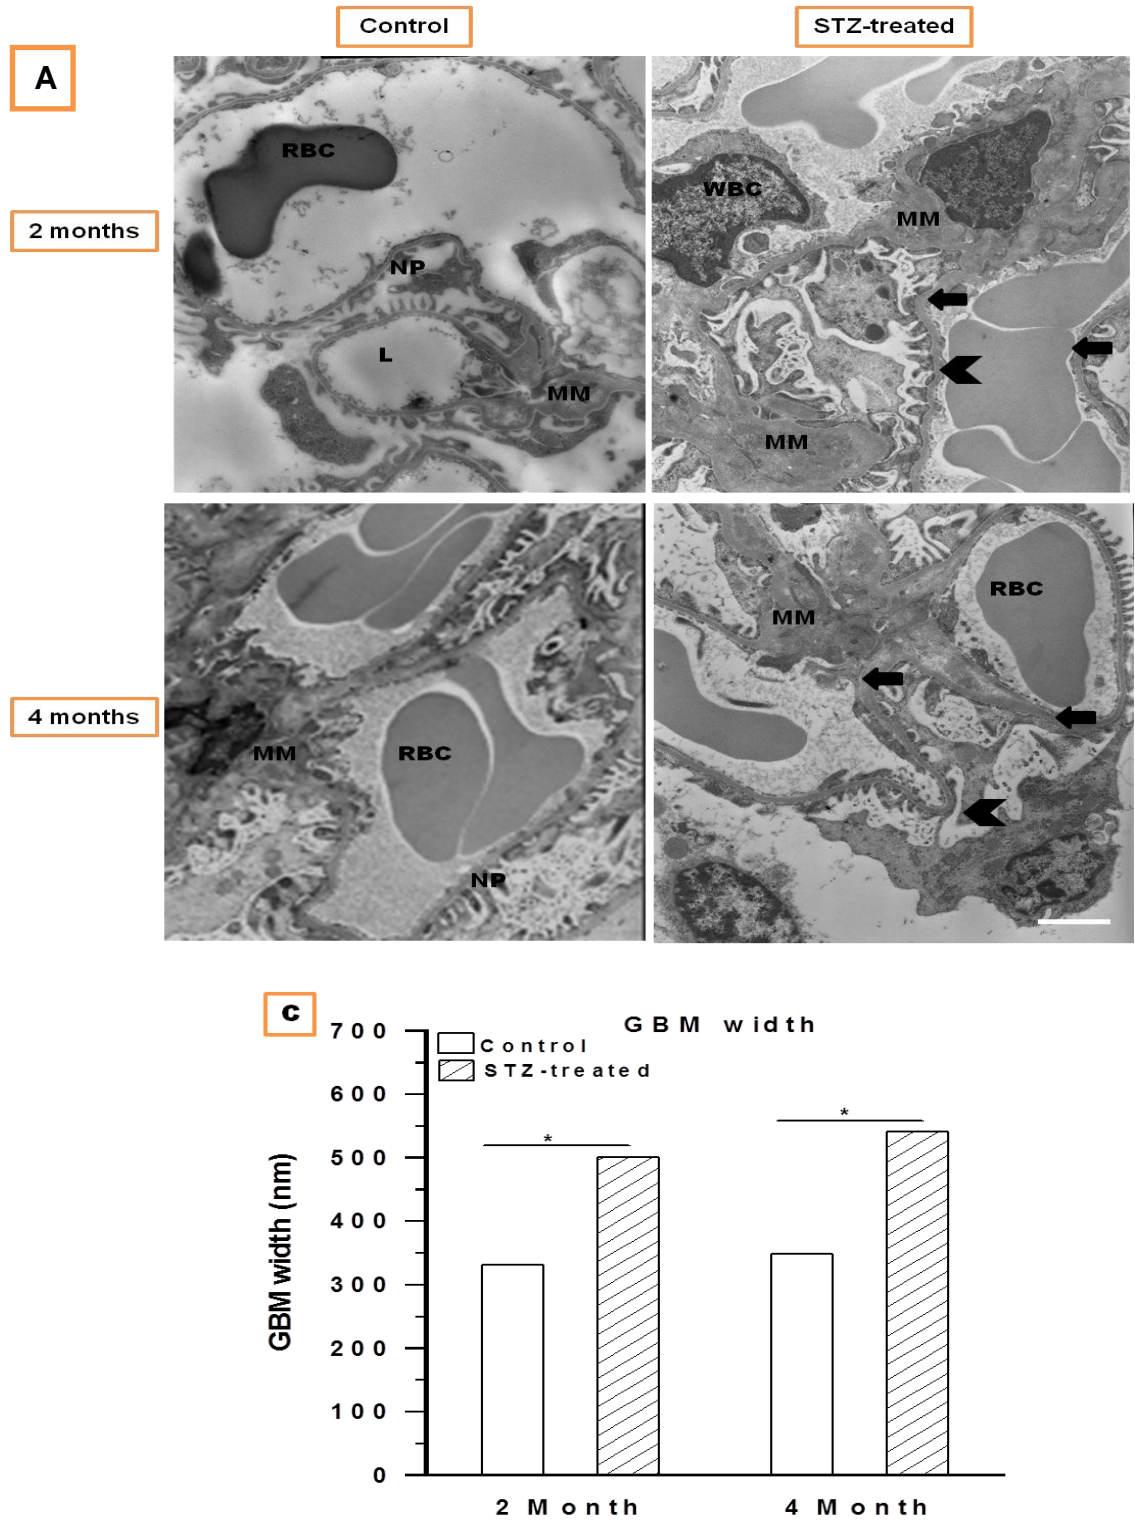 Control
STZ-treated
A
2 months
RBC
NP
L
MM
WBC
MM
MM
4 months
MM
RBC
NP
MM
RBC
c
GBM width
Control
STZ-treated
700
600
500
400
300
200
100
0
GBM width (nm)
*
*
2 Month
4 Month